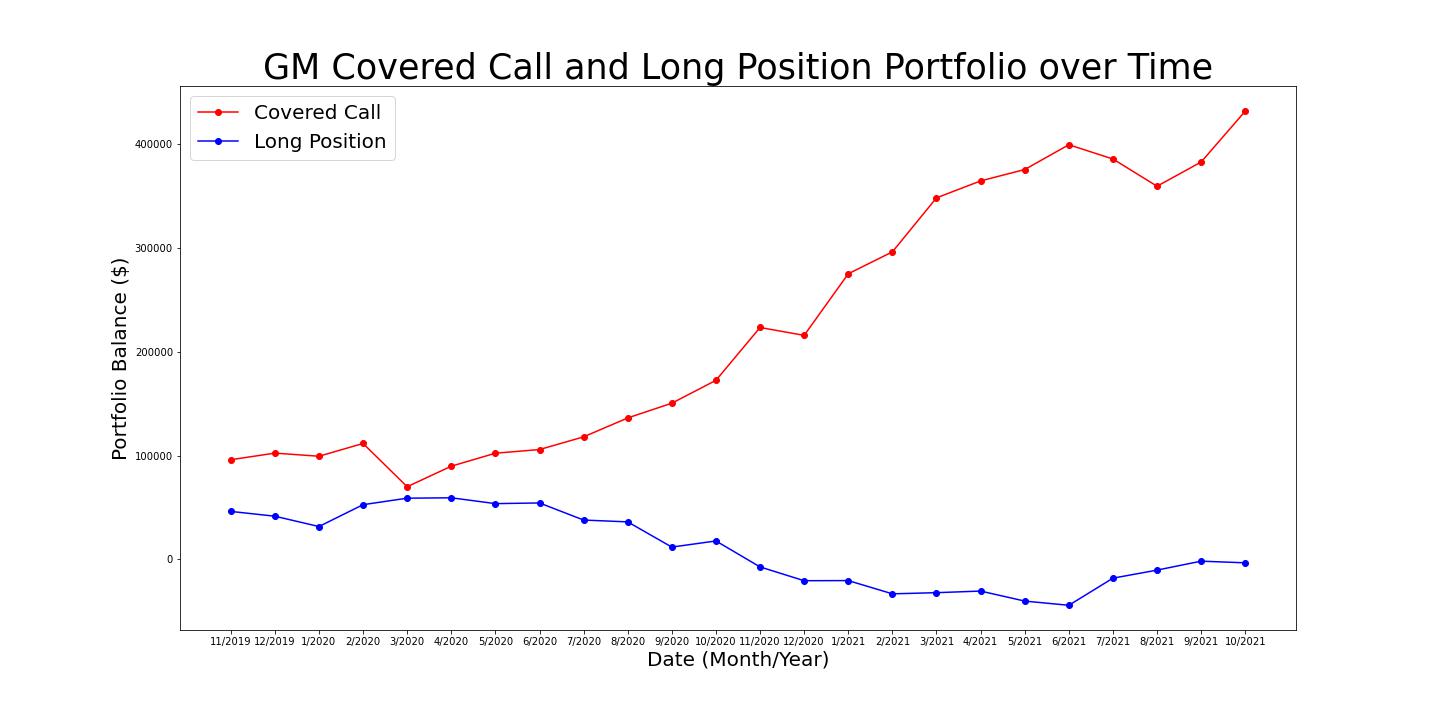 GM Covered Call and Long Position Portfolio over Time
Covered Call
Long Position
Portfolio Balance ($)
400000
300000
200000
100000
0
11/2019 12/2019 1/2020 2/2020 3/2020 4/2020 5/2020 6/2020 7/2020 8/2020 9/2020 10/2020 11/2020 12/2020 1/2021 2/2021 3/2021 4/2021 5/2021 6/2021 7/2021 8/2021 9/2021 10/2021
Date (Month/Year)